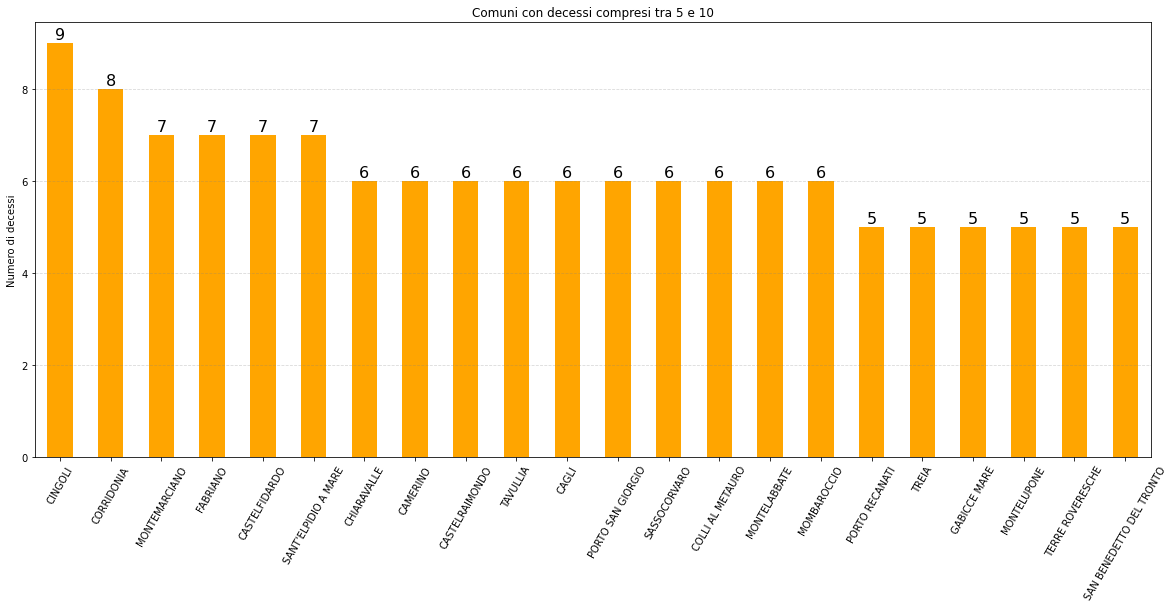 Comuni con decessi compresi tra 5 e 10
Numero di decessi
8
6
4
2
0
9
8
7
7
7
7
6
6
6
6
6
6
6
6
6
6
5
5
5
5
5
5
CINGOLI
CORRIDONIA
MONTEMARCIANO
FABRIANO
CASTELFIDARDO
SANT'ELPIDIO A MARE
CHIARAVALLE
CAMERINO
CASTELRAIMONDO
TAVULLIA
CAGLI
PORTO SAN GIORGIO
SASSOCORVARO
COLLI AL METAURO
MONTELABBATE
MOMBAROCCIO
PORTO RECANATI
TREIA
GABICCE MARE
MONTELUPONE
TERRE ROVERESCHE
SAN BENEDETTO DEL TRONTO